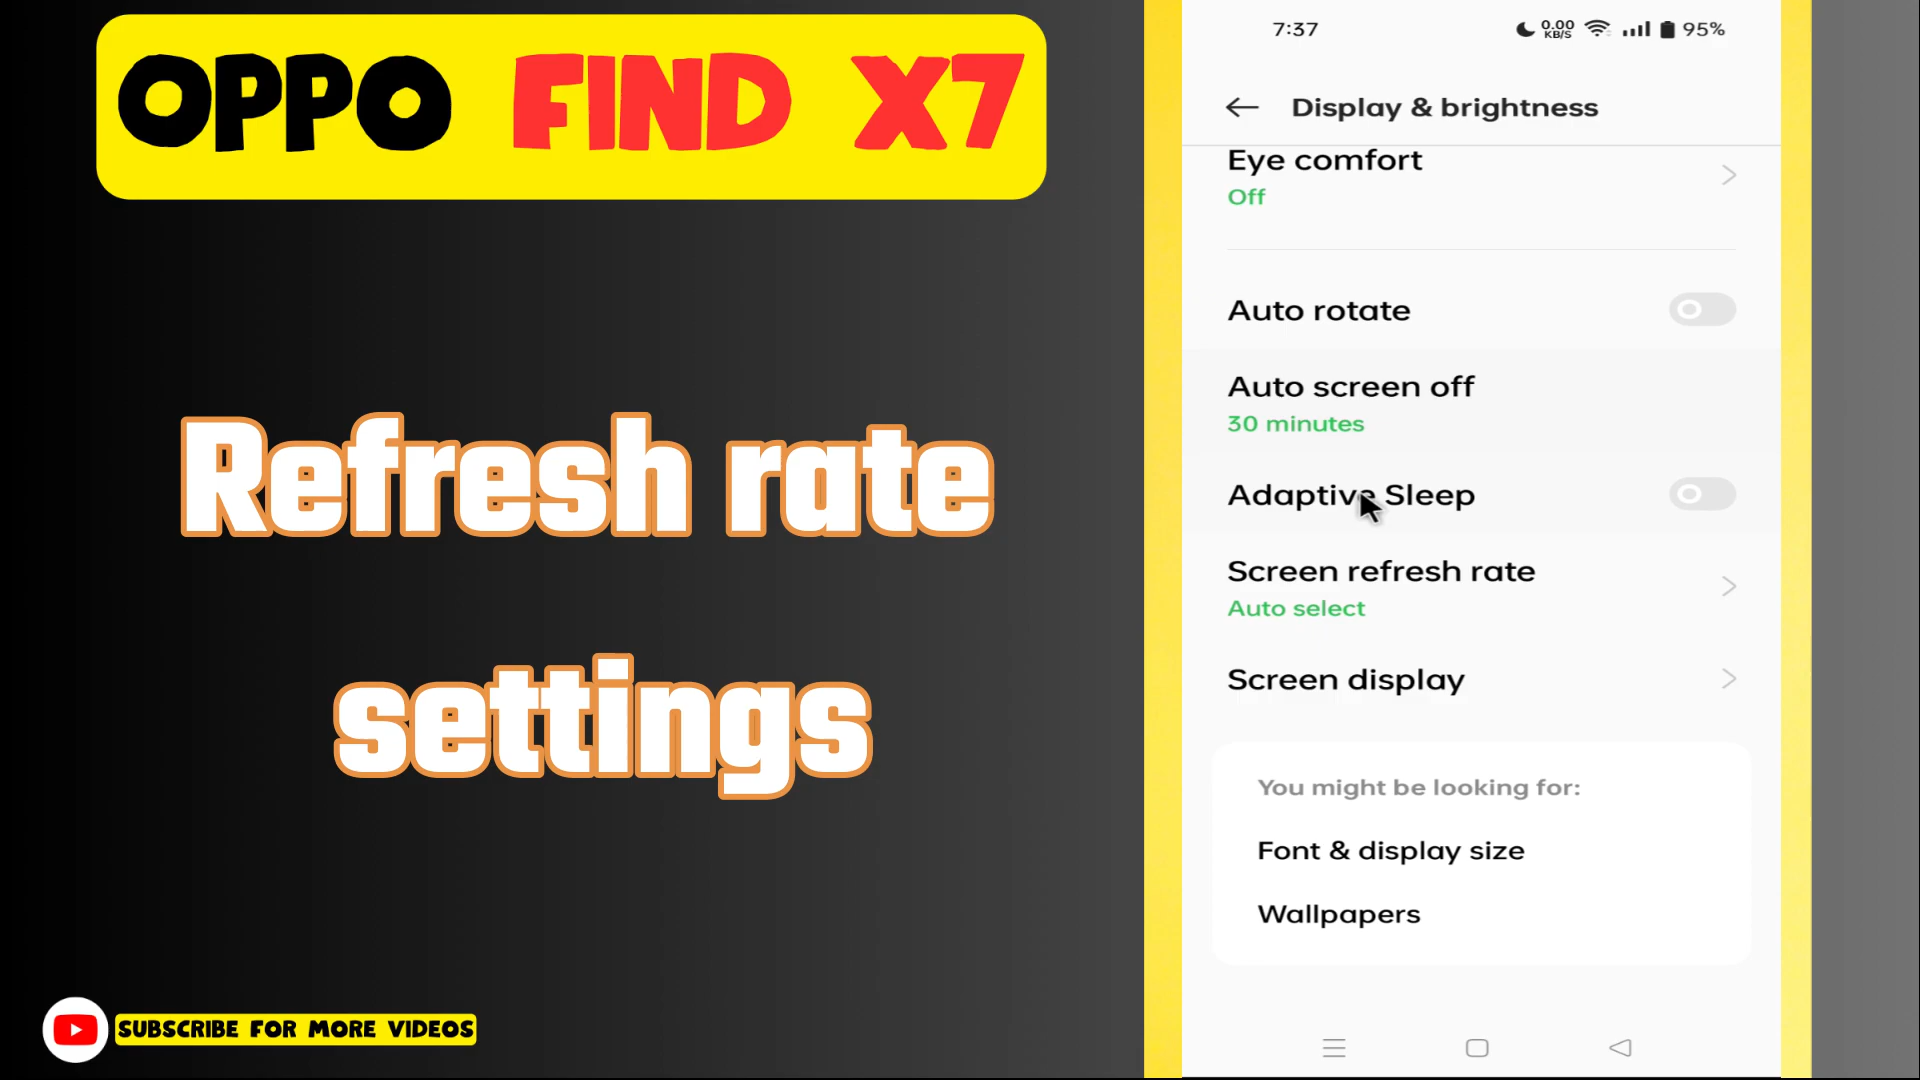 OPPO FIND X7
Refresh rate
settings
SUBSCRIBE FOR MORE VIDEOS
7:37
0.00
KB/S
95%
Display & brightness
Eye comfort
Off
Auto rotate
Auto screen off
30 minutes
Adaptive Sleep
Screen refresh rate
Auto select
Screen display
You might be looking for:
Font & display size
Wallpapers